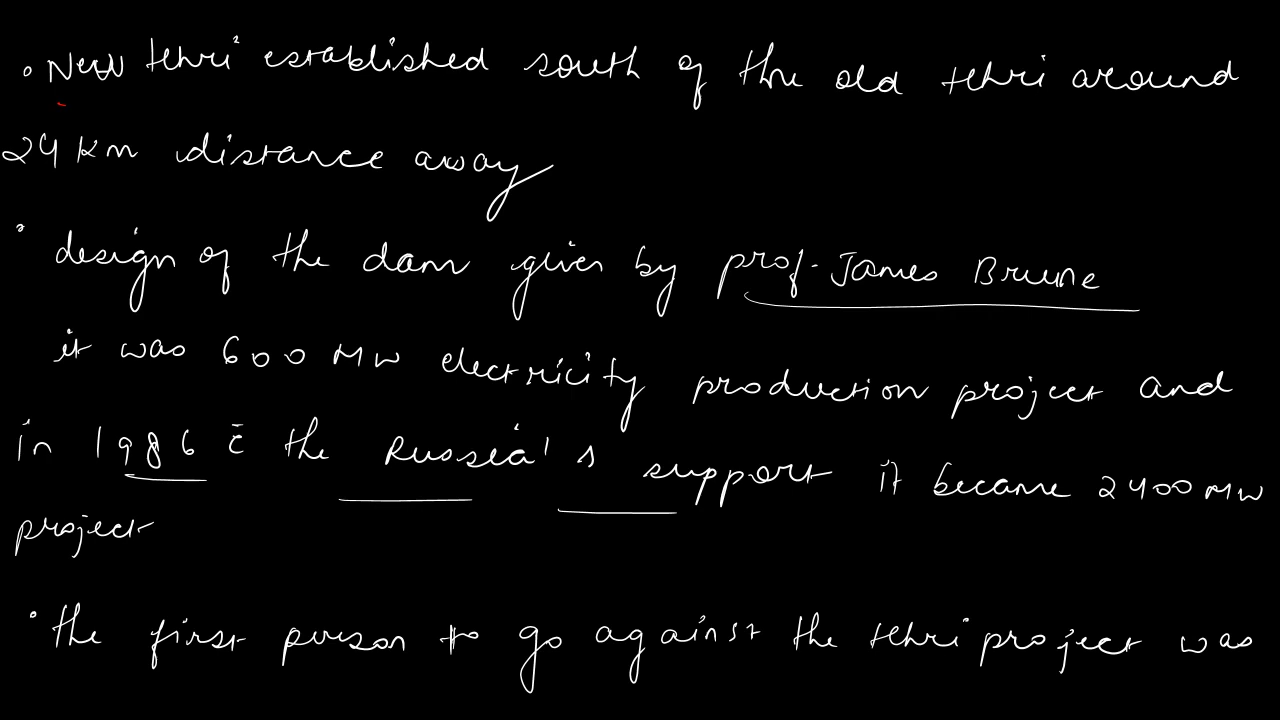 • New tehri established south of the old tehri around
24 km distance away
• design of the dam given by prof. James Brune
it was 600 MW electricity production project and
in 1986 c̄ the Russia's support it became 2400 MW
project
• the first person to go against the tehri project was